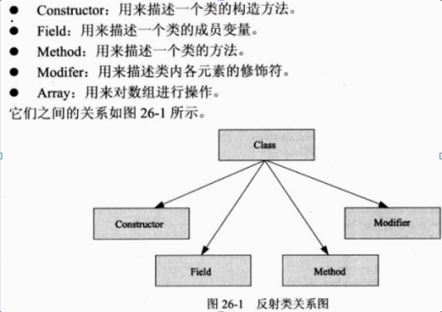 ● Constructor：用来描述一个类的构造方法。
● Field：用来描述一个类的成员变量。
● Method：用来描述一个类的方法。
● Modifer：用来描述类内各元素的修饰符。
● Array：用来对数组进行操作。
它们之间的关系如图 26-1 所示。
Class
Constructor
Modifier
Field
Method
图 26-1 反射类关系图